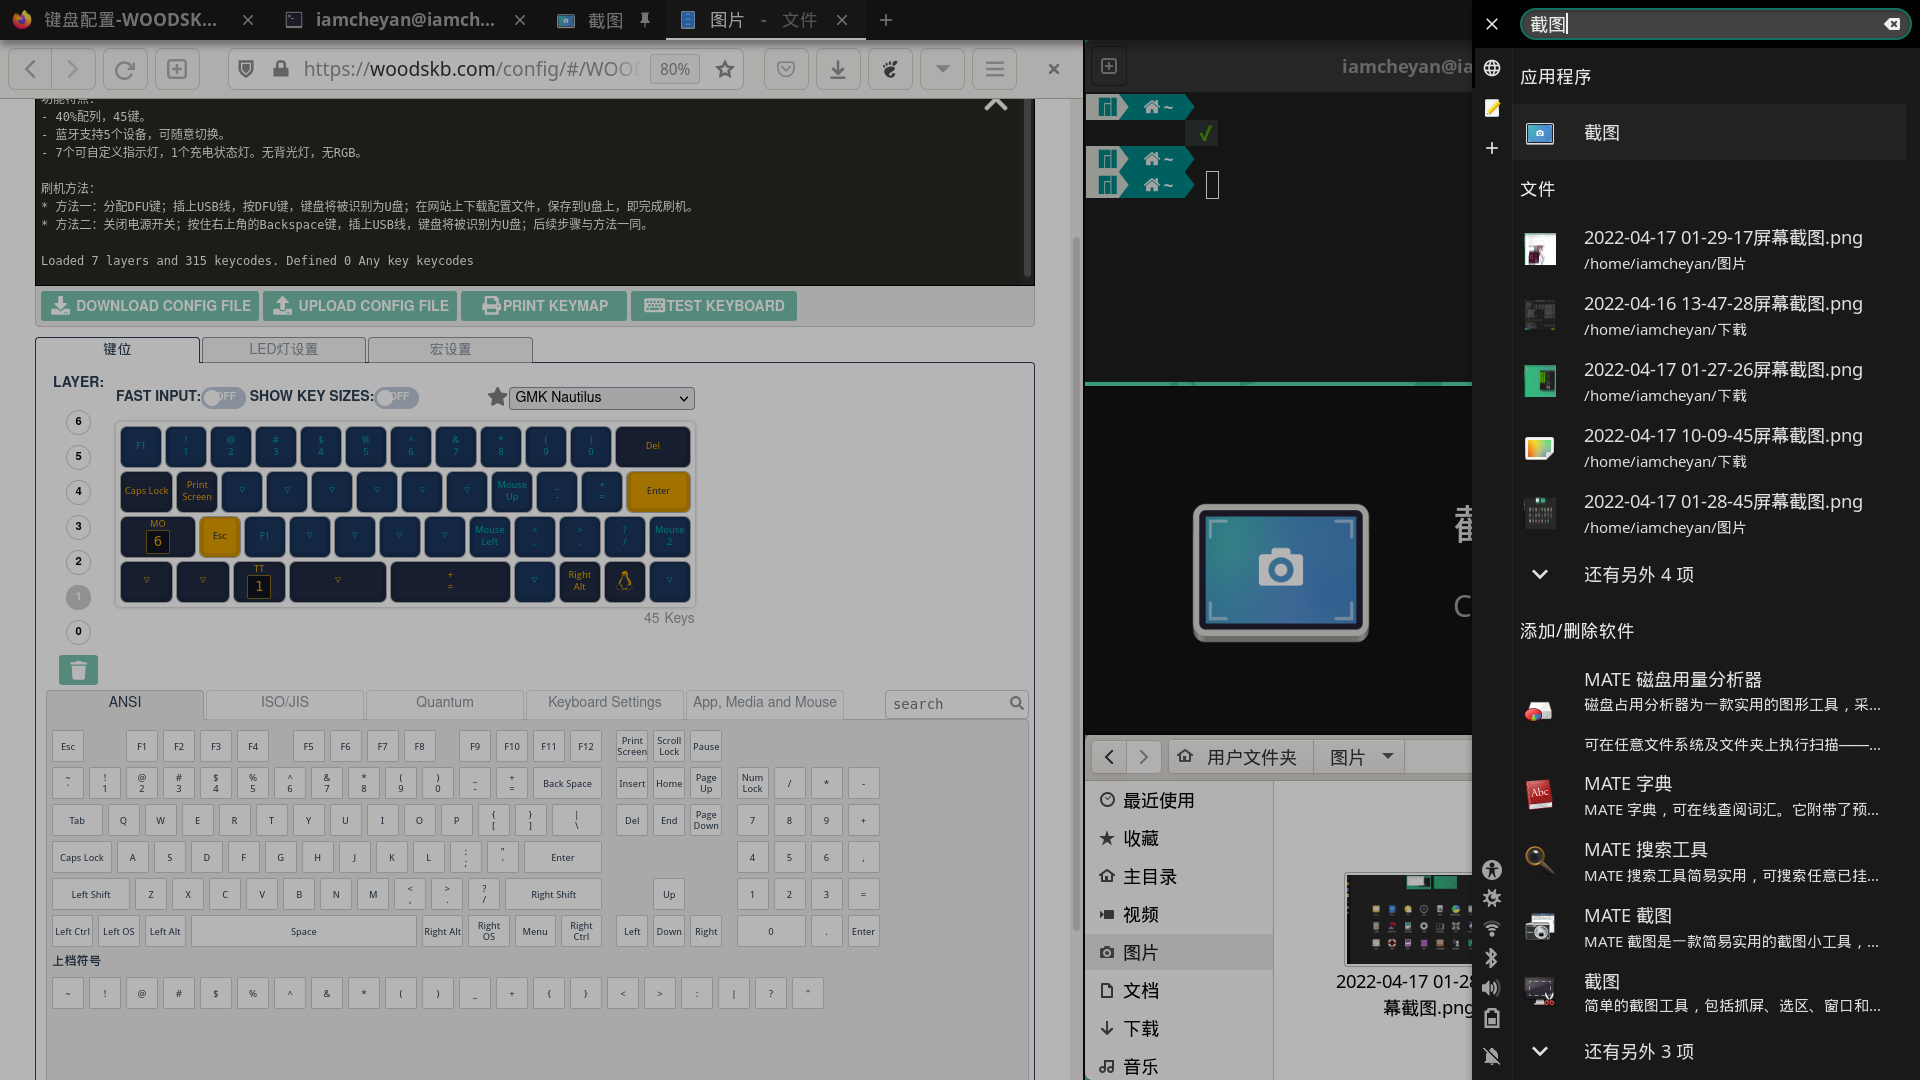 键盘配置-WOODSK...
iamcheyan@iamch...
截图
图片 - 文件
https://woodskb.com/config/#/WOOD
80%
功能特点:
- 40%配列，45键。
- 蓝牙支持5个设备，可随意切换。
- 7个可自定义指示灯，1个充电状态灯。无背光灯，无RGB。
刷机方法:
* 方法一: 分配DFU键; 插上USB线，按DFU键，键盘将被识别为U盘; 在网站上下载配置文件，保存到U盘上，即完成刷机。
* 方法二: 关闭电源开关; 按住右上角的Backspace键，插上USB线，键盘将被识别为U盘; 后续步骤与方法一同。
Loaded 7 layers and 315 keycodes. Defined 0 Any key keycodes
DOWNLOAD CONFIG FILE UPLOAD CONFIG FILE PRINT KEYMAP TEST KEYBOARD
键位 LED灯设置 宏设置
LAYER:
FAST INPUT: OFF SHOW KEY SIZES: OFF GMK Nautilus
6
5
4
3
2
1
0
F1 ! 1 @ 2 # 3 $ 4 % 5 ^ 6 & 7 * 8 ( 9 ) 0 Del
Caps Lock Print Screen ▽ ▽ ▽ ▽ ▽ ▽ Mouse Up _ - + = Enter
MO 6 Esc F1 ▽ ▽ ▽ ▽ Mouse Left < , > . ? / Mouse 2
▽ ▽ TT 1 ▽ + = ▽ Right Alt ▽
45 Keys
ANSI ISO/JIS Quantum Keyboard Settings App, Media and Mouse search
Esc F1 F2 F3 F4 F5 F6 F7 F8 F9 F10 F11 F12 Print Screen Scroll Lock Pause
~ ` ! 1 @ 2 # 3 $ 4 % 5 ^ 6 & 7 * 8 ( 9 ) 0 _ - + = Back Space Insert Home Page Up Num Lock / * -
Tab Q W E R T Y U I O P { [ } ] | \ Del End Page Down 7 8 9 +
Caps Lock A S D F G H J K L : ; " ' Enter 4 5 6 ,
Left Shift Z X C V B N M < , > . ? / Right Shift Up 1 2 3 =
Left Ctrl Left OS Left Alt Space Right Alt Right OS Menu Right Ctrl Left Down Right 0 . Enter
上档符号
~ ! @ # $ % ^ & * ( ) _ + { } < > : | ? "
iamcheyan@ia
~
✓
~
~
C
用户文件夹 图片
最近使用
收藏
主目录
视频
图片
文档
下载
音乐
2022-04-17 01-28
幕截图.png
截图
应用程序
截图
文件
2022-04-17 01-29-17屏幕截图.png
/home/iamcheyan/图片
2022-04-16 13-47-28屏幕截图.png
/home/iamcheyan/下载
2022-04-17 01-27-26屏幕截图.png
/home/iamcheyan/下载
2022-04-17 10-09-45屏幕截图.png
/home/iamcheyan/下载
2022-04-17 01-28-45屏幕截图.png
/home/iamcheyan/图片
还有另外 4 项
添加/删除软件
MATE 磁盘用量分析器
磁盘占用分析器为一款实用的图形工具，采...
可在任意文件系统及文件夹上执行扫描——...
MATE 字典
MATE 字典，可在线查阅词汇。它附带了预...
MATE 搜索工具
MATE 搜索工具简易实用，可搜索任意已挂...
MATE 截图
MATE 截图是一款简易实用的截图小工具，...
截图
简单的截图工具，包括抓屏、选区、窗口和...
还有另外 3 项